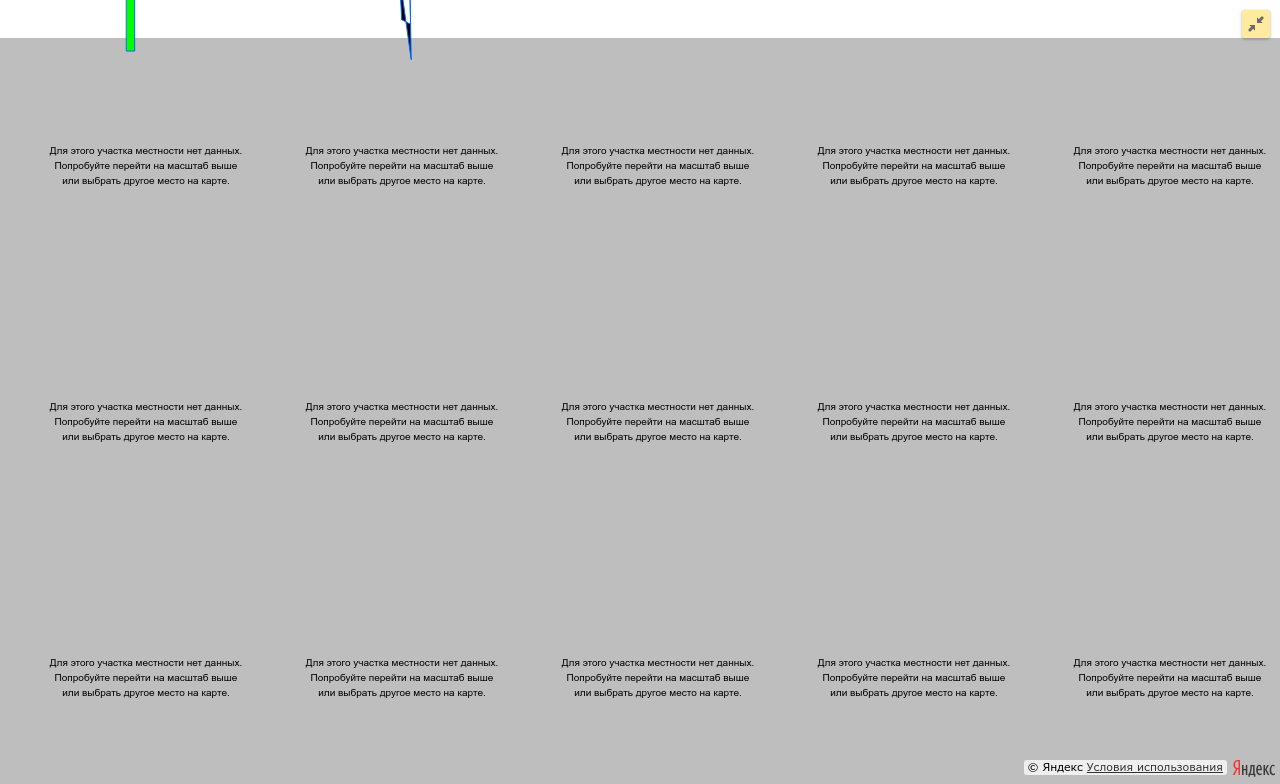 Для этого участка местности нет данных.
Попробуйте перейти на масштаб выше
или выбрать другое место на карте.
Для этого участка местности нет данных.
Попробуйте перейти на масштаб выше
или выбрать другое место на карте.
Для этого участка местности нет данных.
Попробуйте перейти на масштаб выше
или выбрать другое место на карте.
Для этого участка местности нет данных.
Попробуйте перейти на масштаб выше
или выбрать другое место на карте.
Для этого участка местности нет данных.
Попробуйте перейти на масштаб выше
или выбрать другое место на карте.
Для этого участка местности нет данных.
Попробуйте перейти на масштаб выше
или выбрать другое место на карте.
Для этого участка местности нет данных.
Попробуйте перейти на масштаб выше
или выбрать другое место на карте.
Для этого участка местности нет данных.
Попробуйте перейти на масштаб выше
или выбрать другое место на карте.
Для этого участка местности нет данных.
Попробуйте перейти на масштаб выше
или выбрать другое место на карте.
Для этого участка местности нет данных.
Попробуйте перейти на масштаб выше
или выбрать другое место на карте.
Для этого участка местности нет данных.
Попробуйте перейти на масштаб выше
или выбрать другое место на карте.
Для этого участка местности нет данных.
Попробуйте перейти на масштаб выше
или выбрать другое место на карте.
Для этого участка местности нет данных.
Попробуйте перейти на масштаб выше
или выбрать другое место на карте.
Для этого участка местности нет данных.
Попробуйте перейти на масштаб выше
или выбрать другое место на карте.
Для этого участка местности нет данных.
Попробуйте перейти на масштаб выше
или выбрать другое место на карте.
© Яндекс Условия использования
Яндекс